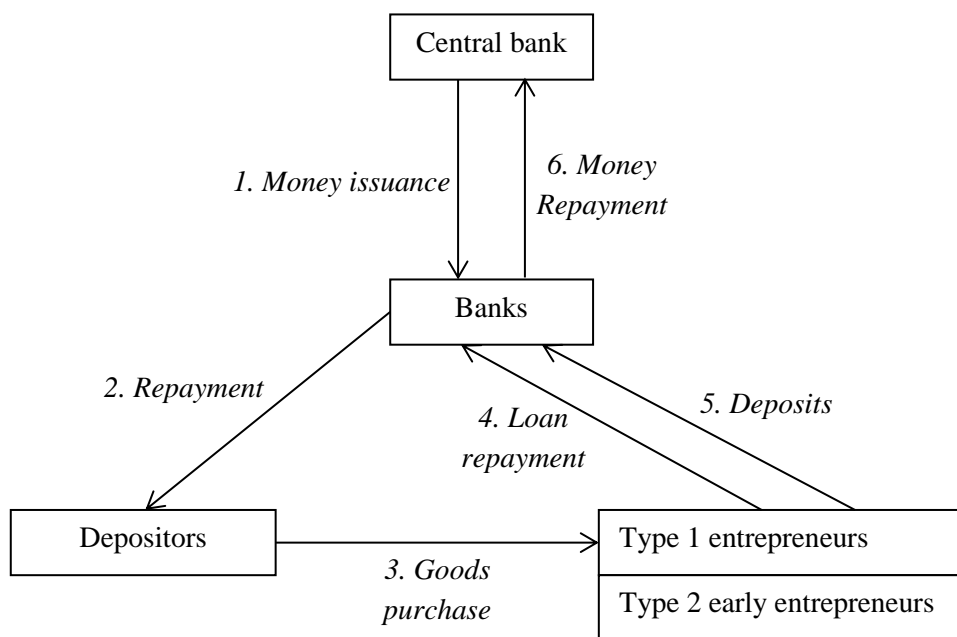 Central bank
1. Money issuance
6. Money
Repayment
Banks
2. Repayment
4. Loan
repayment
5. Deposits
Depositors
3. Goods
purchase
Type 1 entrepreneurs
Type 2 early entrepreneurs